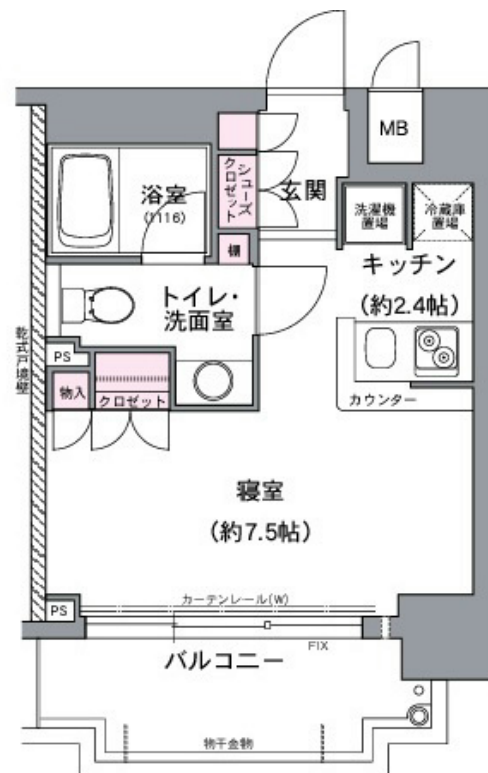 MB
浴室
(1116)
シューズ
クロゼット
玄関
洗濯機
置場
冷蔵庫
置場
棚
キッチン
(約2.4帖)
トイレ・
洗面室
乾式戸境壁
PS
物入
クロゼット
カウンター
寝室
(約7.5帖)
PS
カーテンレール(W)
FIX
バルコニー
物干金物